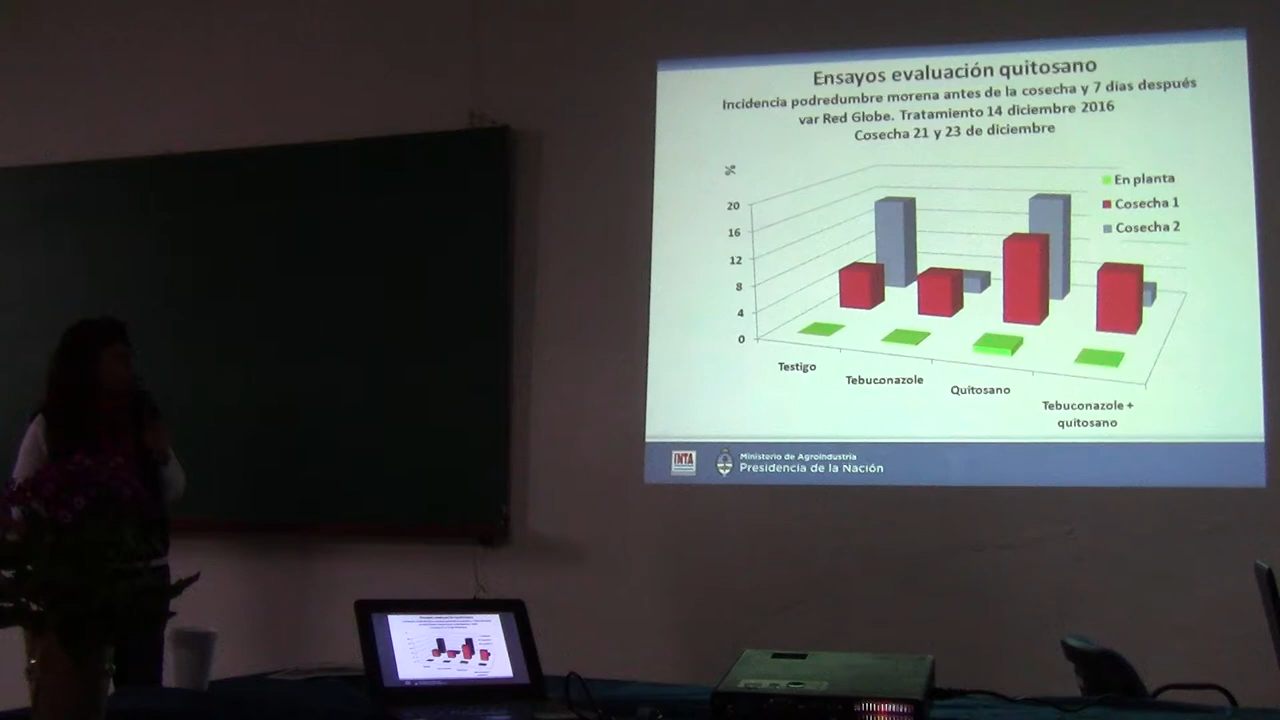 Ensayos evaluación quitosano
Incidencia podredumbre morena antes de la cosecha y 7 días después
var Red Globe. Tratamiento 14 diciembre 2016
Cosecha 21 y 23 de diciembre
%
20
16
12
8
4
0
En planta
Cosecha 1
Cosecha 2
Testigo
Tebuconazole
Quitosano
Tebuconazole +
quitosano
INTA
Ministerio de Agroindustria
Presidencia de la Nación